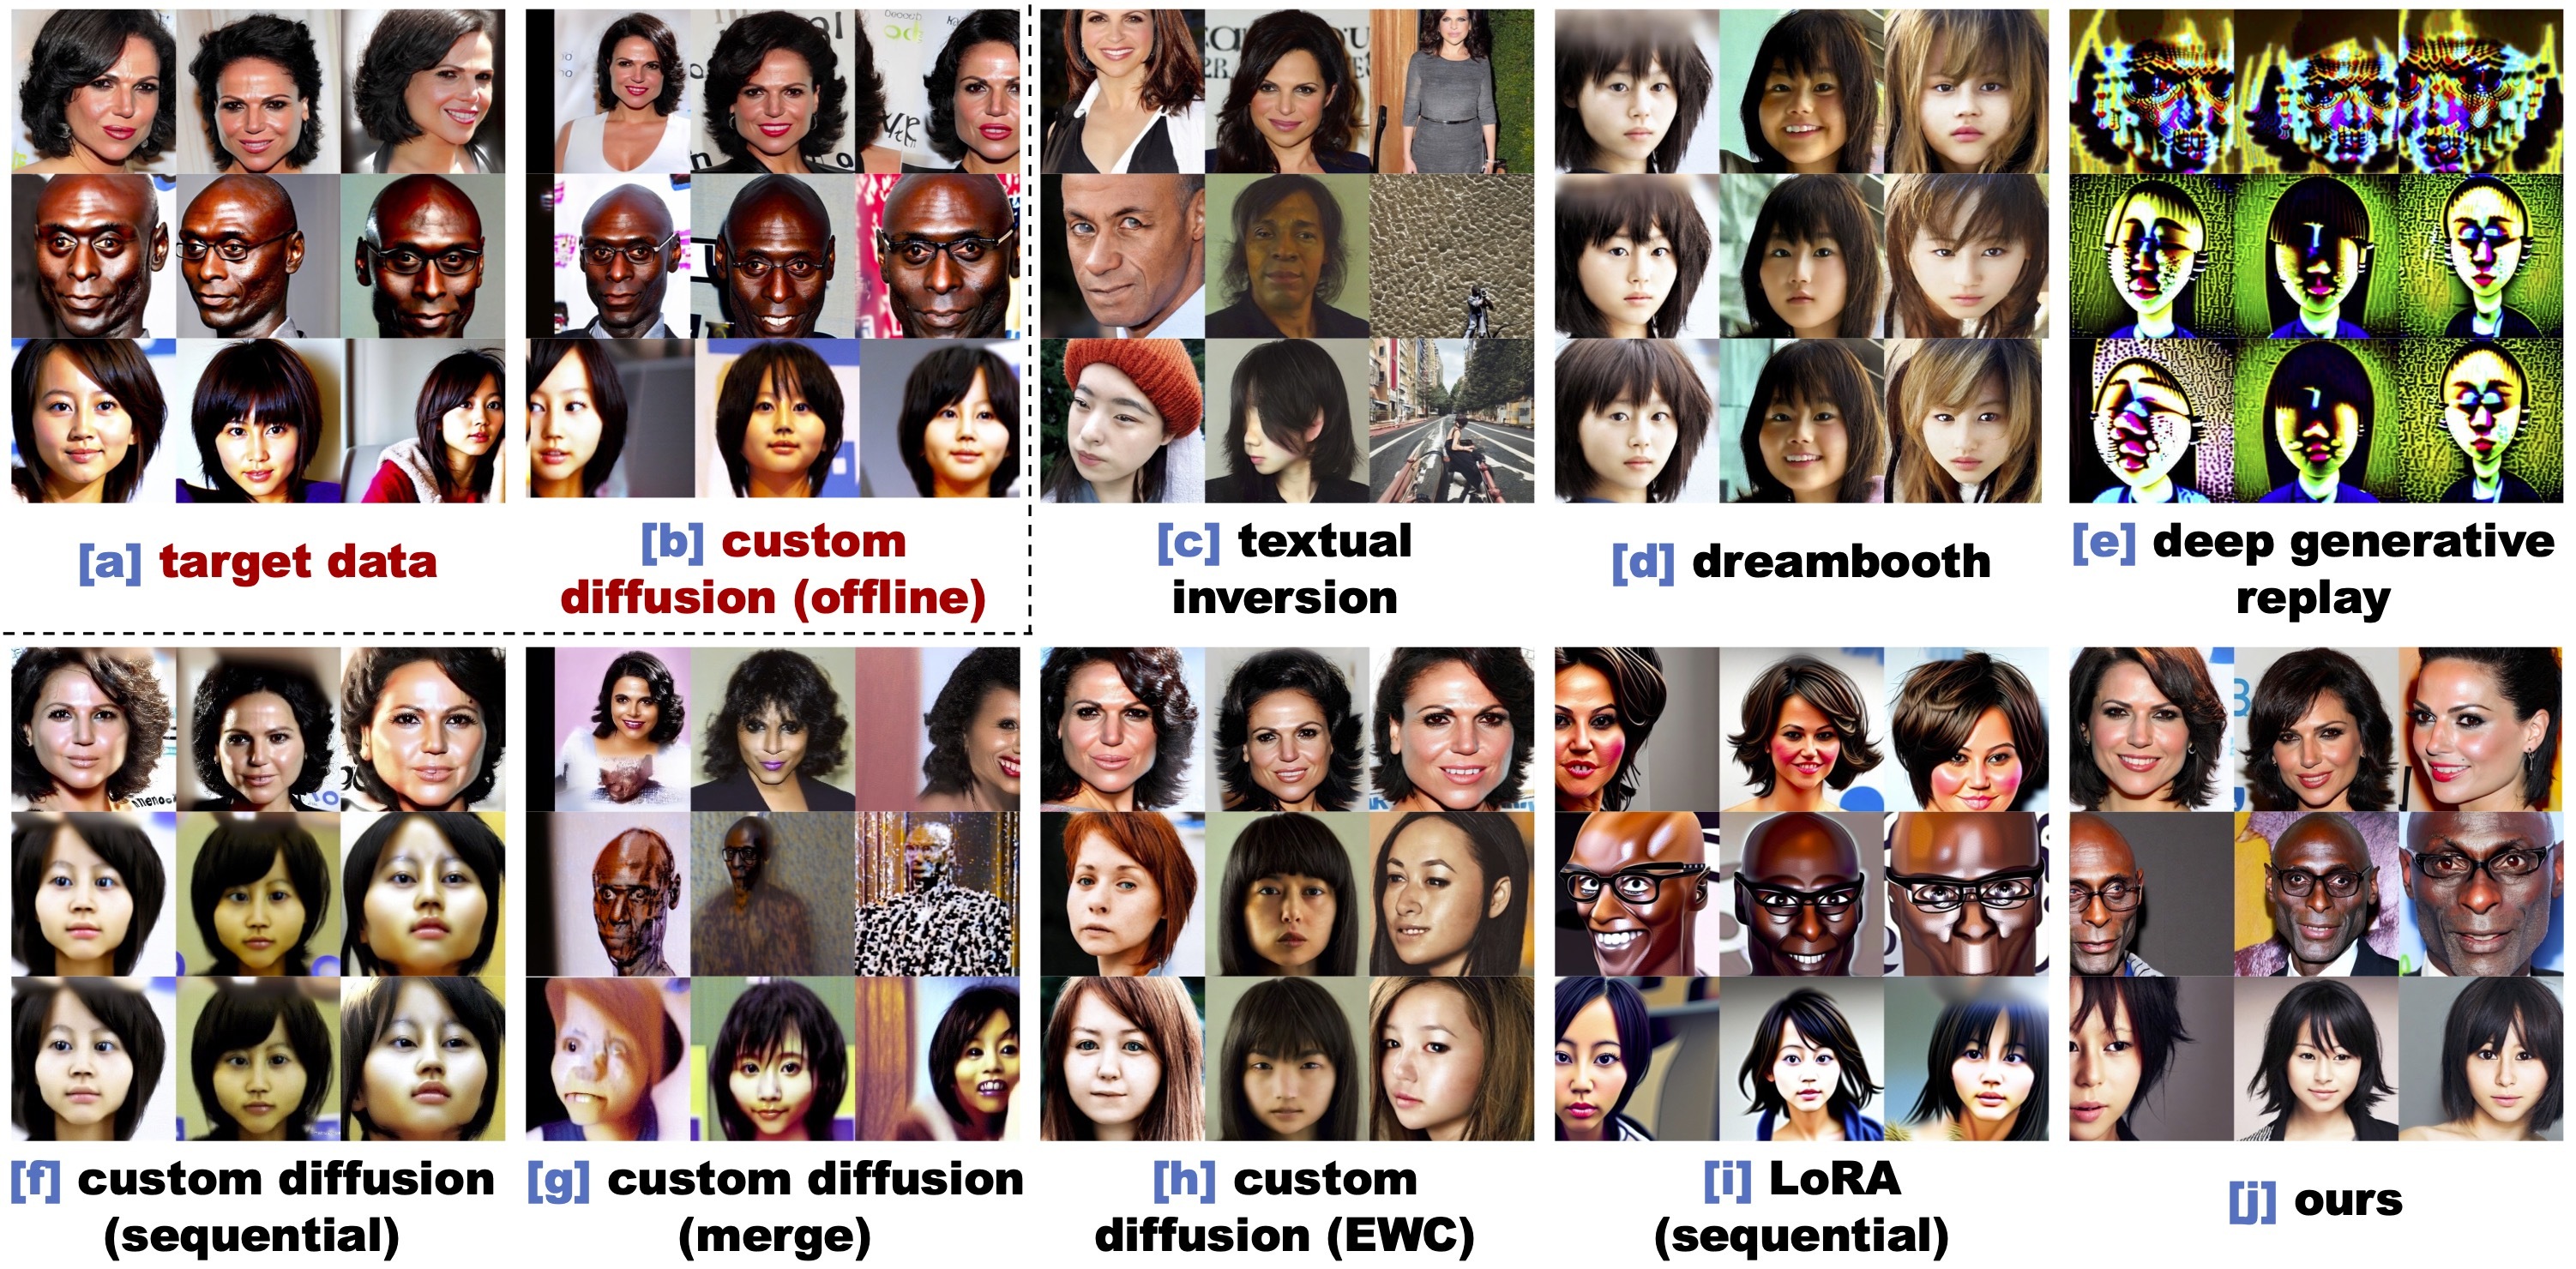 [a] target data
[b] custom
diffusion (offline)
[c] textual
inversion
[d] dreambooth
[e] deep generative
replay
[f] custom diffusion
(sequential)
[g] custom diffusion
(merge)
[h] custom
diffusion (EWC)
[i] LoRA
(sequential)
[j] ours